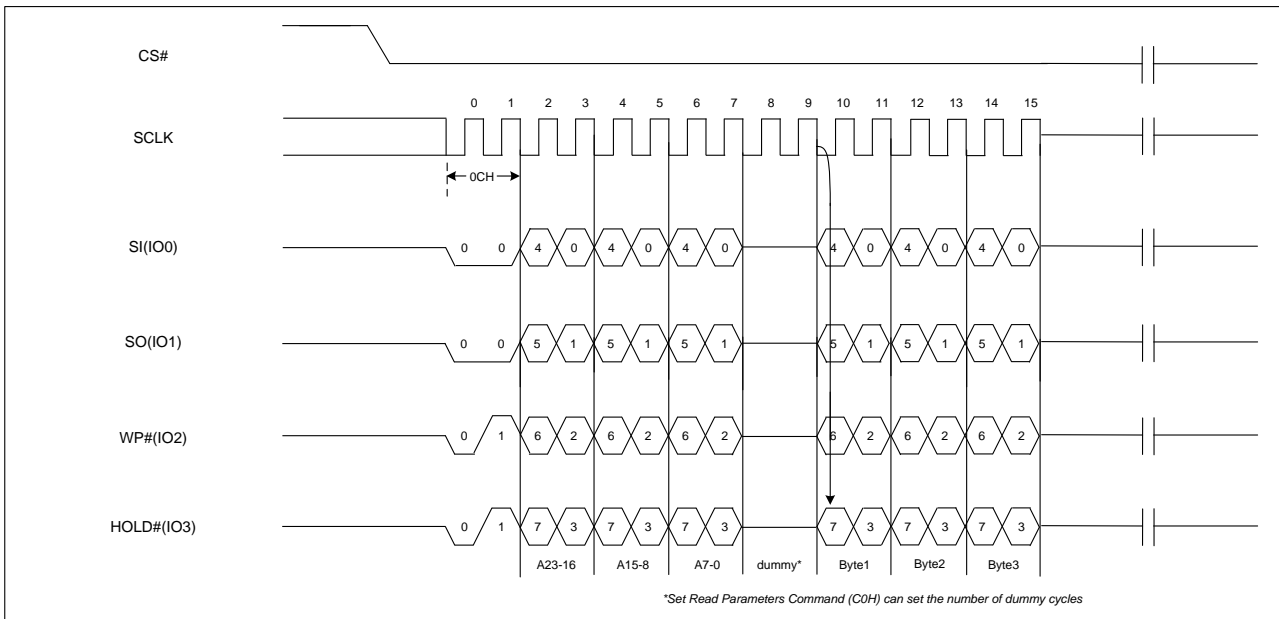 CS#
0 1 2 3 4 5 6 7 8 9 10 11 12 13 14 15
SCLK
0CH
SI(IO0) 0 0 4 0 4 0 4 0 4 0 4 0 4 0
SO(IO1) 0 0 5 1 5 1 5 1 5 1 5 1 5 1
WP#(IO2) 0 1 6 2 6 2 6 2 6 2 6 2 6 2
HOLD#(IO3) 0 1 7 3 7 3 7 3 7 3 7 3 7 3
A23-16 A15-8 A7-0 dummy* Byte1 Byte2 Byte3
*Set Read Parameters Command (C0H) can set the number of dummy cycles